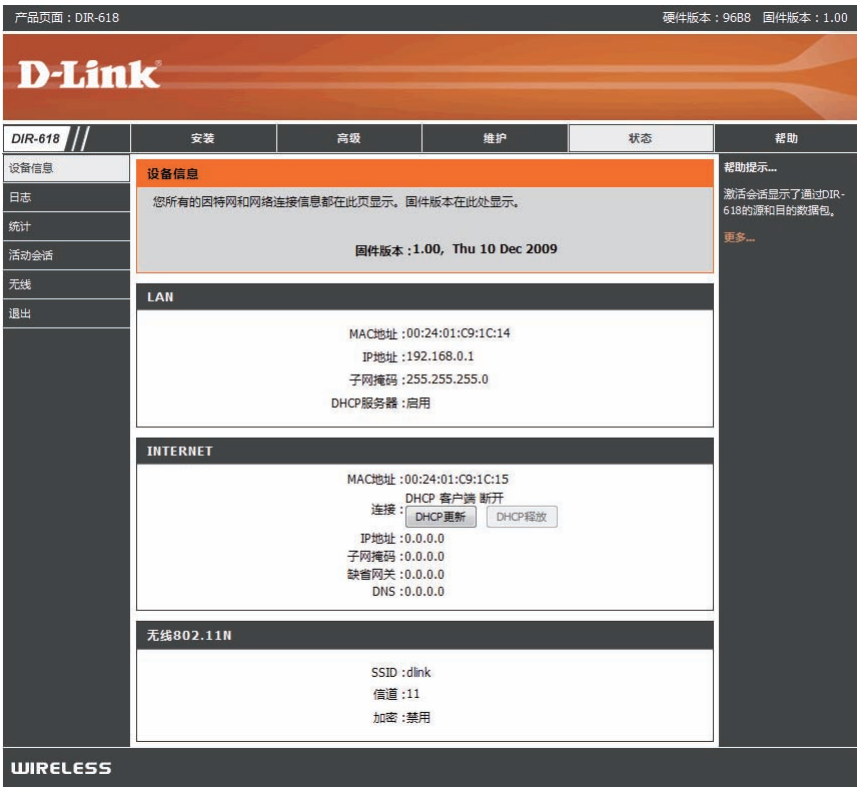 产品页面：DIR-618
硬件版本：96B8 固件版本：1.00
D-Link®
DIR-618
安装
高级
维护
状态
帮助
设备信息
日志
统计
活动会话
无线
退出
设备信息
您所有的因特网和网络连接信息都在此页显示。固件版本在此处显示。
固件版本 :1.00, Thu 10 Dec 2009
LAN
MAC地址 :00:24:01:C9:1C:14
IP地址 :192.168.0.1
子网掩码 :255.255.255.0
DHCP服务器 :启用
INTERNET
MAC地址 :00:24:01:C9:1C:15
连接 :
DHCP 客户端 断开
DHCP更新
DHCP释放
IP地址 :0.0.0.0
子网掩码 :0.0.0.0
缺省网关 :0.0.0.0
DNS :0.0.0.0
无线802.11N
SSID :dlink
信道 :11
加密 :禁用
帮助提示...
激活会话显示了通过DIR-
618的源和目的数据包。
更多...
WIRELESS